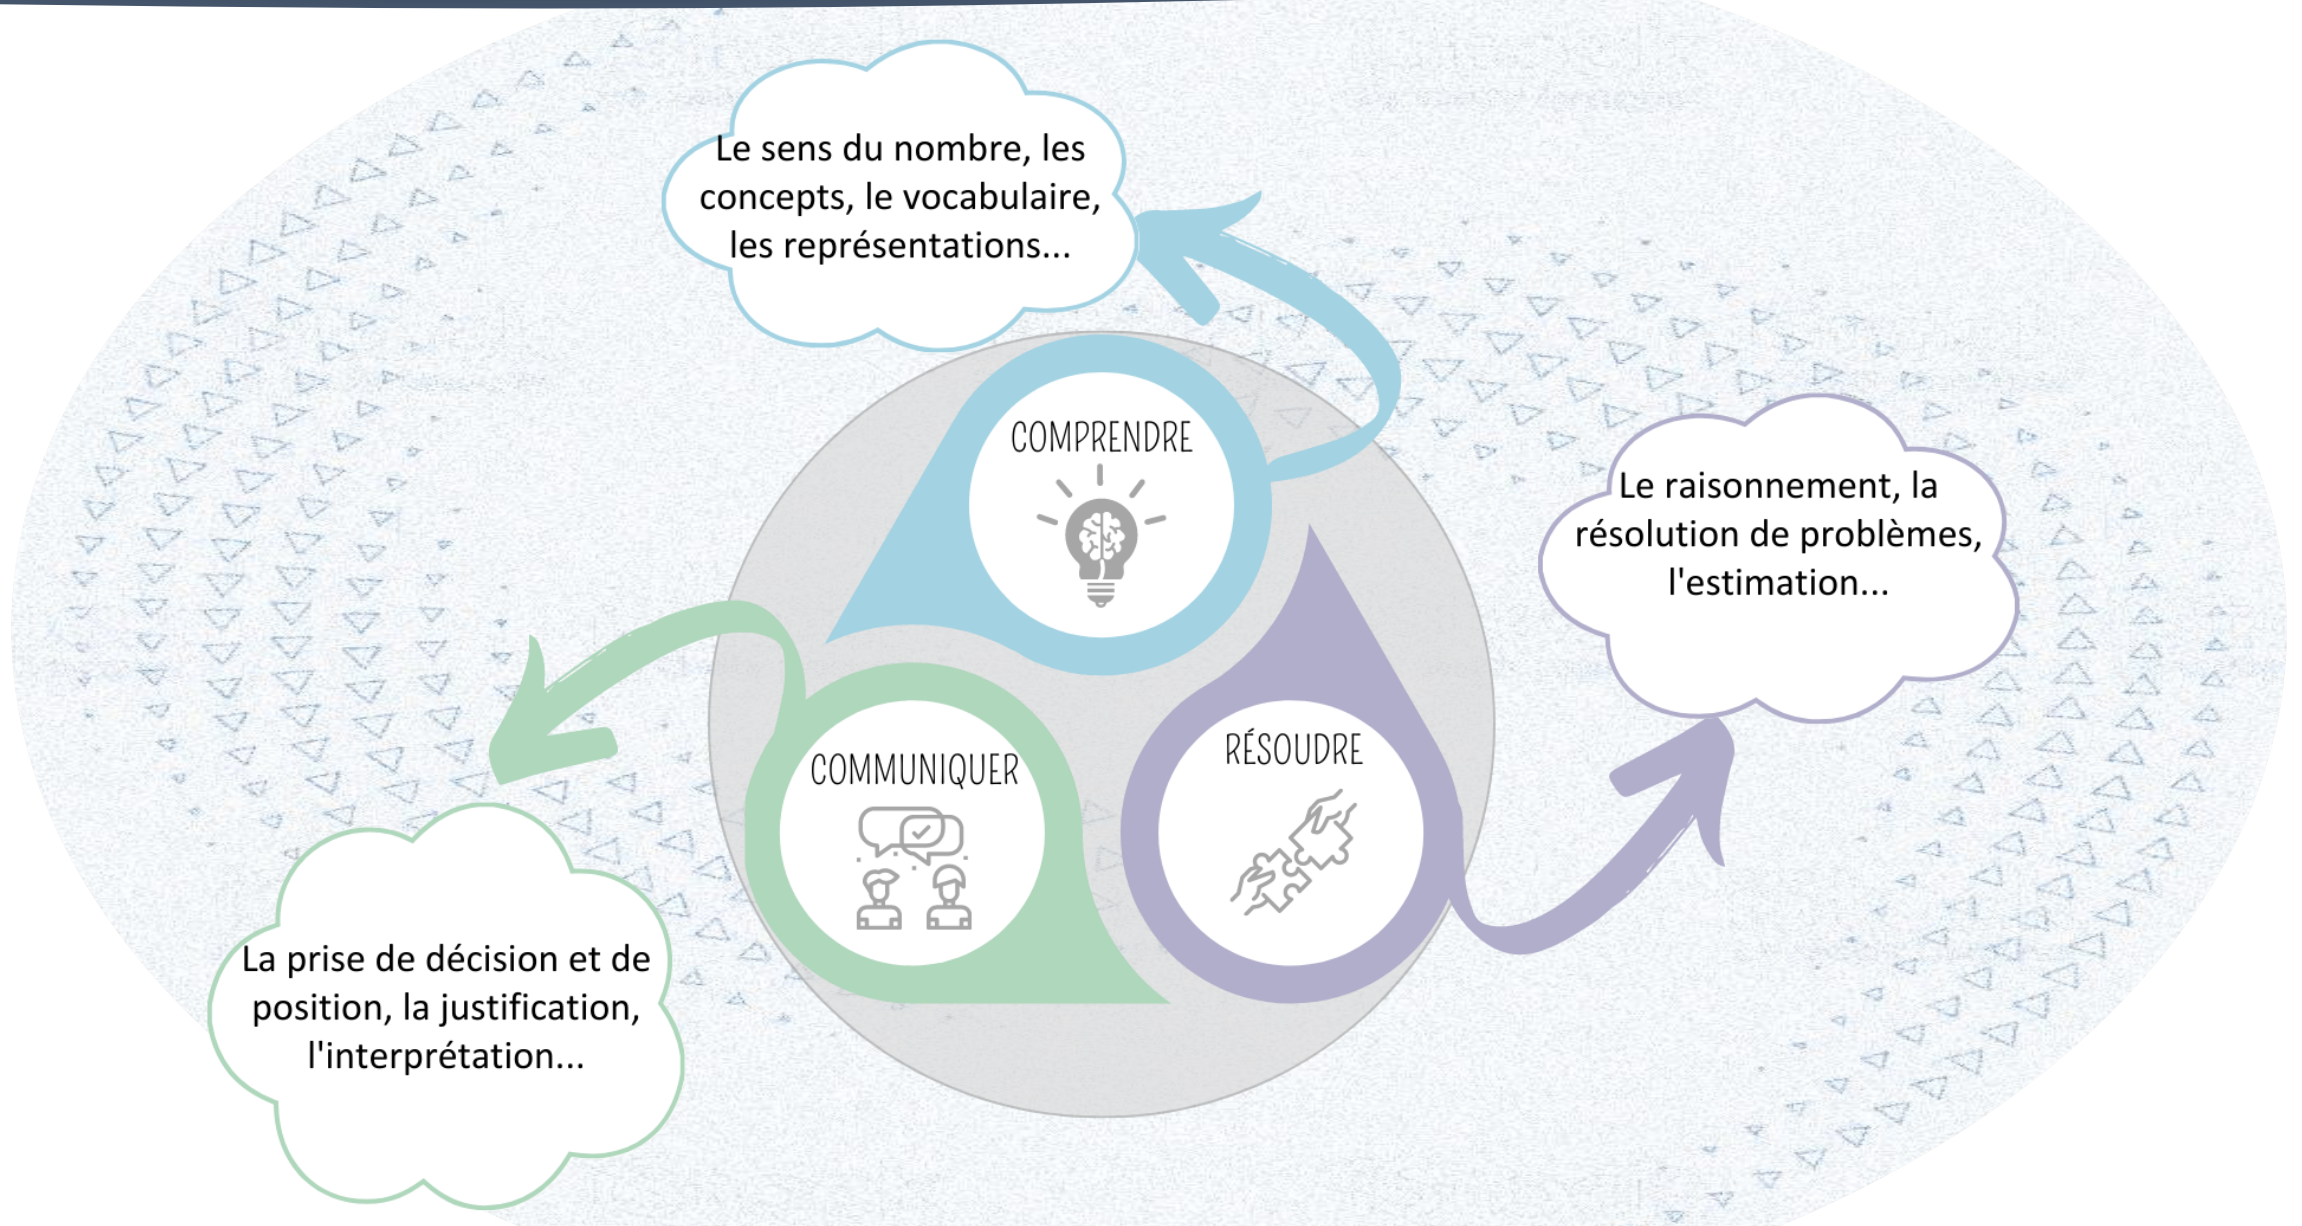 Le sens du nombre, les
concepts, le vocabulaire,
les représentations...
COMPRENDRE
Le raisonnement, la
résolution de problèmes,
l'estimation...
RÉSOUDRE
COMMUNIQUER
La prise de décision et de
position, la justification,
l'interprétation...